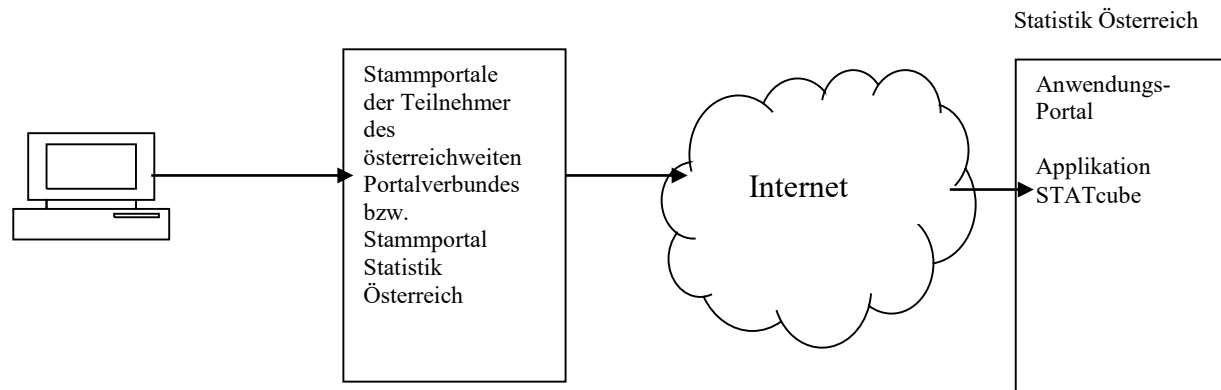 Statistik Österreich
Stammportale
der Teilnehmer
des
österreichweiten
Portalverbundes
bzw.
Stammportal
Statistik
Österreich
Internet
Anwendungs-
Portal
Applikation
STATcube